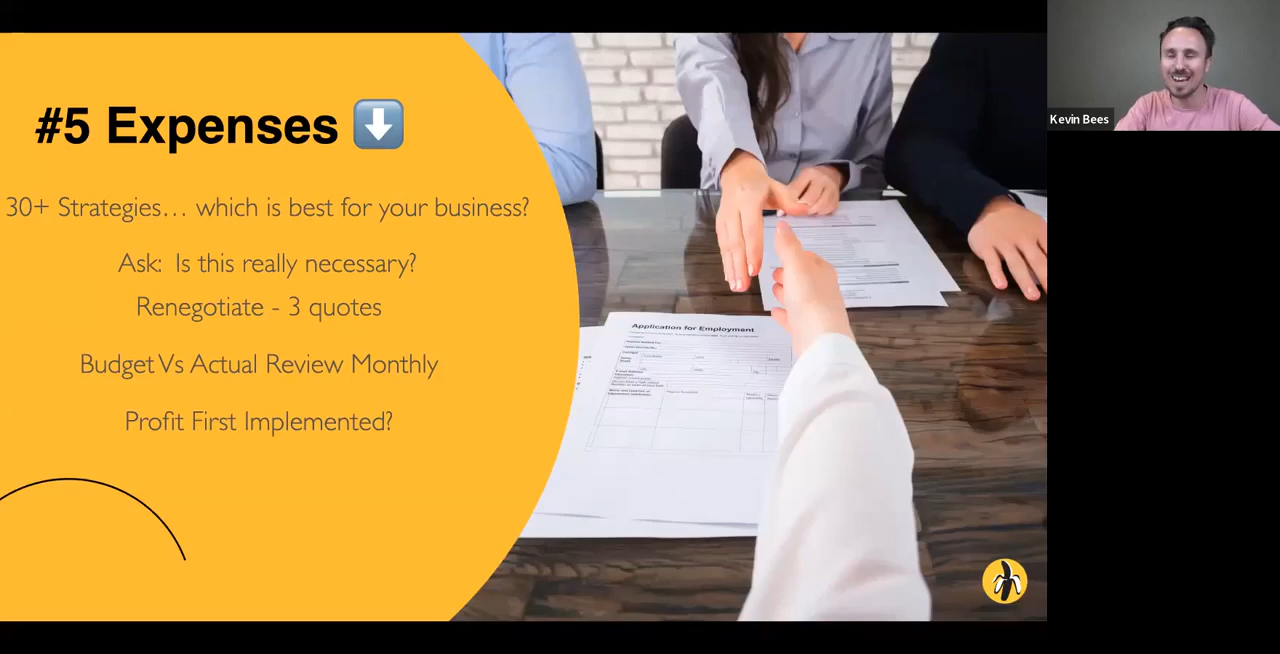 #5 Expenses ⬇️
30+ Strategies... which is best for your business?
Ask: Is this really necessary?
Renegotiate - 3 quotes
Budget Vs Actual Review Monthly
Profit First Implemented?
Application for Employment
Kevin Bees